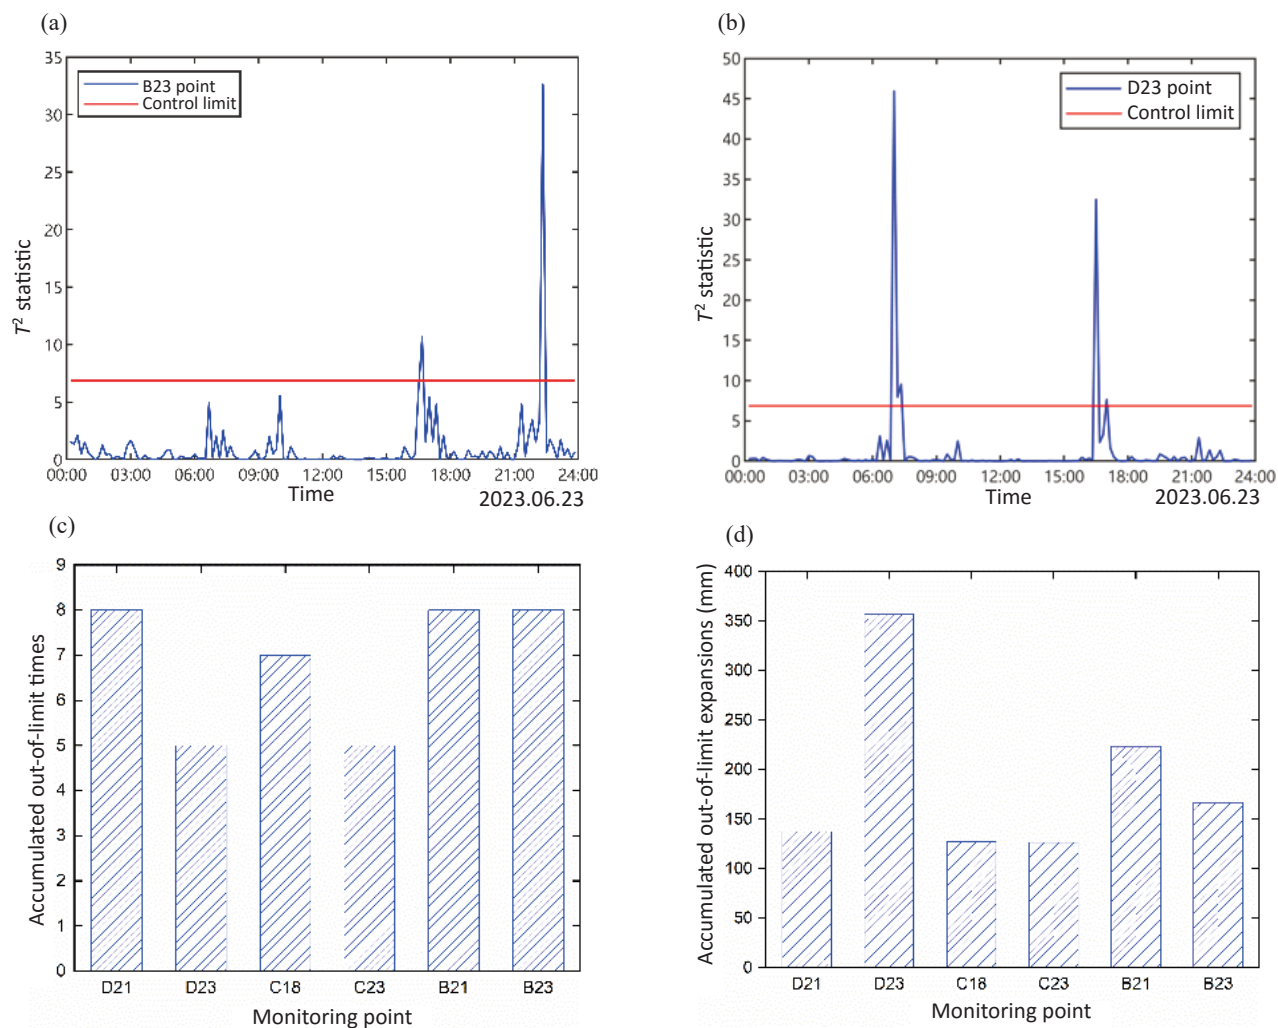 (a)
35
30
25
20
15
10
5
0
T² statistic
B23 point
Control limit
00:00 03:00 06:00 09:00 12:00 15:00 18:00 21:00 24:00
Time
2023.06.23
(b)
50
45
40
35
30
25
20
15
10
5
0
T² statistic
D23 point
Control limit
00:00 03:00 06:00 09:00 12:00 15:00 18:00 21:00 24:00
Time
2023.06.23
(c)
9
8
7
6
5
4
3
2
1
0
Accumulated out-of-limit times
D21 D23 C18 C23 B21 B23
Monitoring point
(d)
400
350
300
250
200
150
100
50
0
Accumulated out-of-limit expansions (mm)
D21 D23 C18 C23 B21 B23
Monitoring point